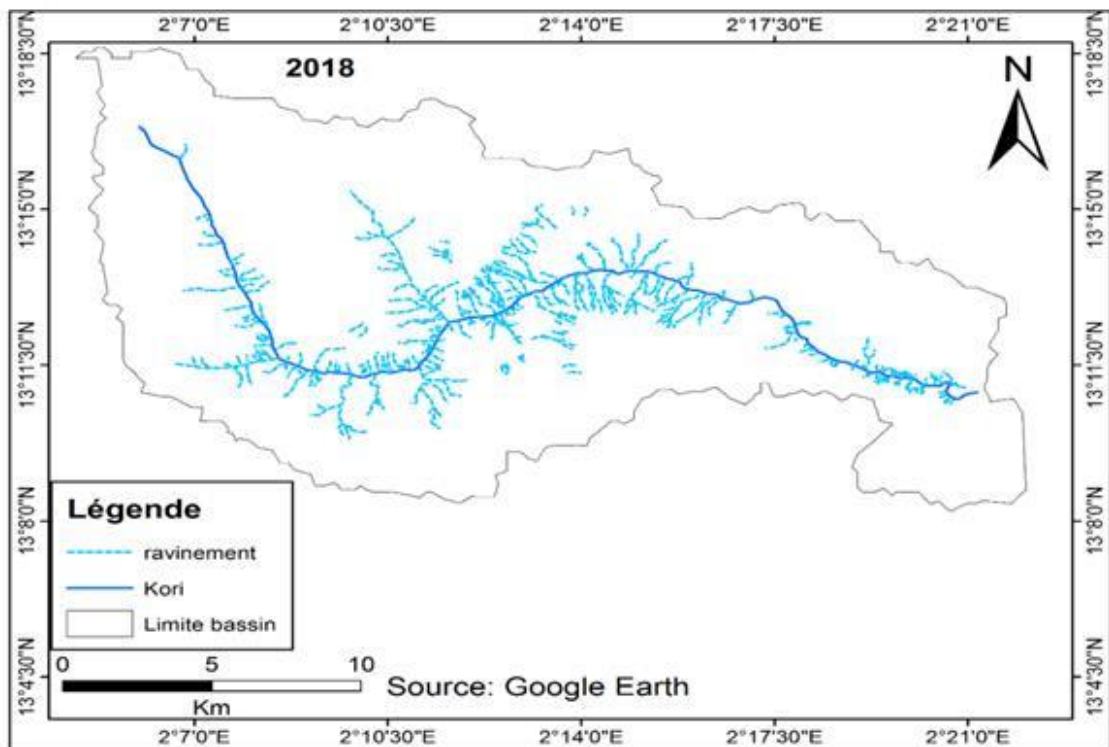 2°7'0"E 2°10'30"E 2°14'0"E 2°17'30"E 2°21'0"E
2018
N
13°18'30"N 13°18'30"N
13°15'0"N 13°15'0"N
13°11'30"N 13°11'30"N
13°8'0"N 13°8'0"N
13°4'30"N 13°4'30"N
Légende
ravinement
Kori
Limite bassin
0 5 10
Km
Source: Google Earth
2°7'0"E 2°10'30"E 2°14'0"E 2°17'30"E 2°21'0"E